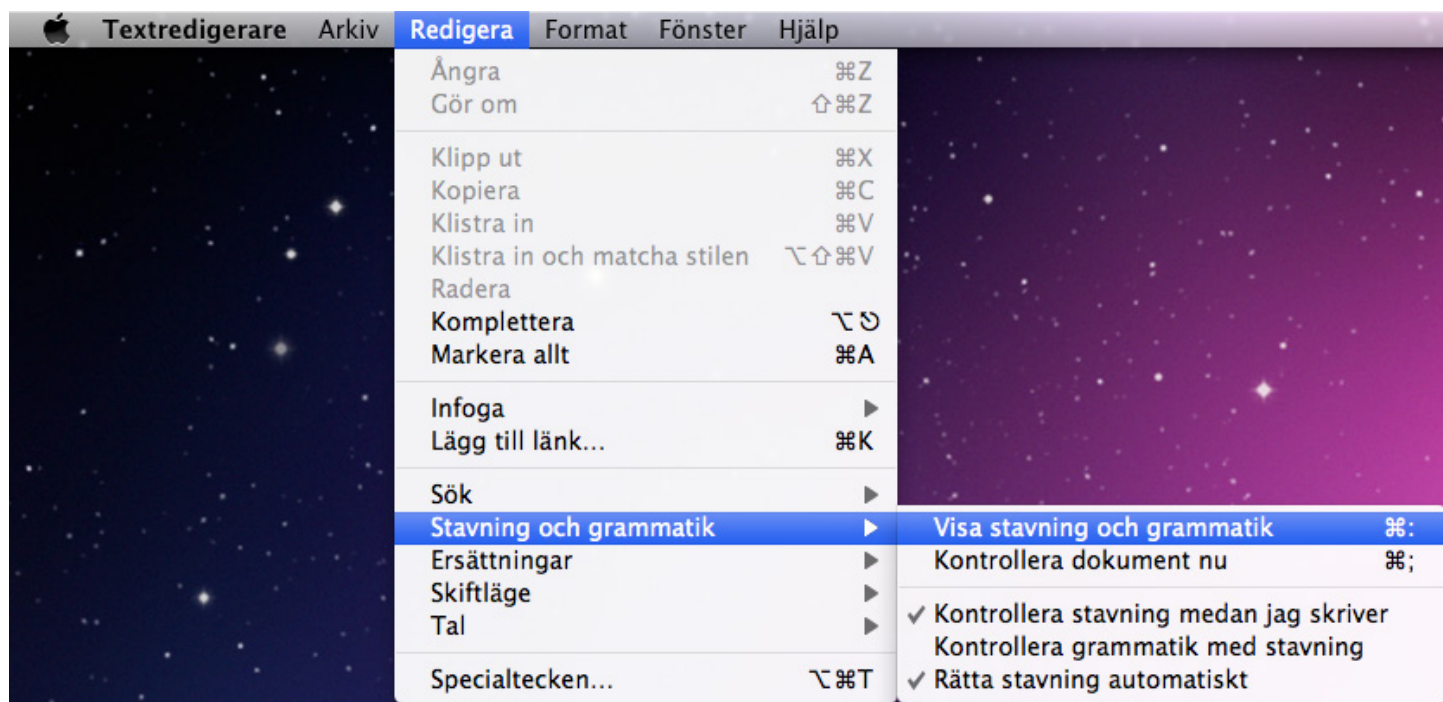 Textredigerare Arkiv Redigera Format Fönster Hjälp
Ångra ⌘Z
Gör om ⇧⌘Z
Klipp ut ⌘X
Kopiera ⌘C
Klistra in ⌘V
Klistra in och matcha stilen ⌥⇧⌘V
Radera
Komplettera ⌥⎋
Markera allt ⌘A
Infoga ▶
Lägg till länk... ⌘K
Sök ▶
Stavning och grammatik ▶
Ersättningar ▶
Skiftläge ▶
Tal ▶
Specialtecken... ⌥⌘T
Visa stavning och grammatik ⌘:
Kontrollera dokument nu ⌘;
✓ Kontrollera stavning medan jag skriver
Kontrollera grammatik med stavning
✓ Rätta stavning automatiskt